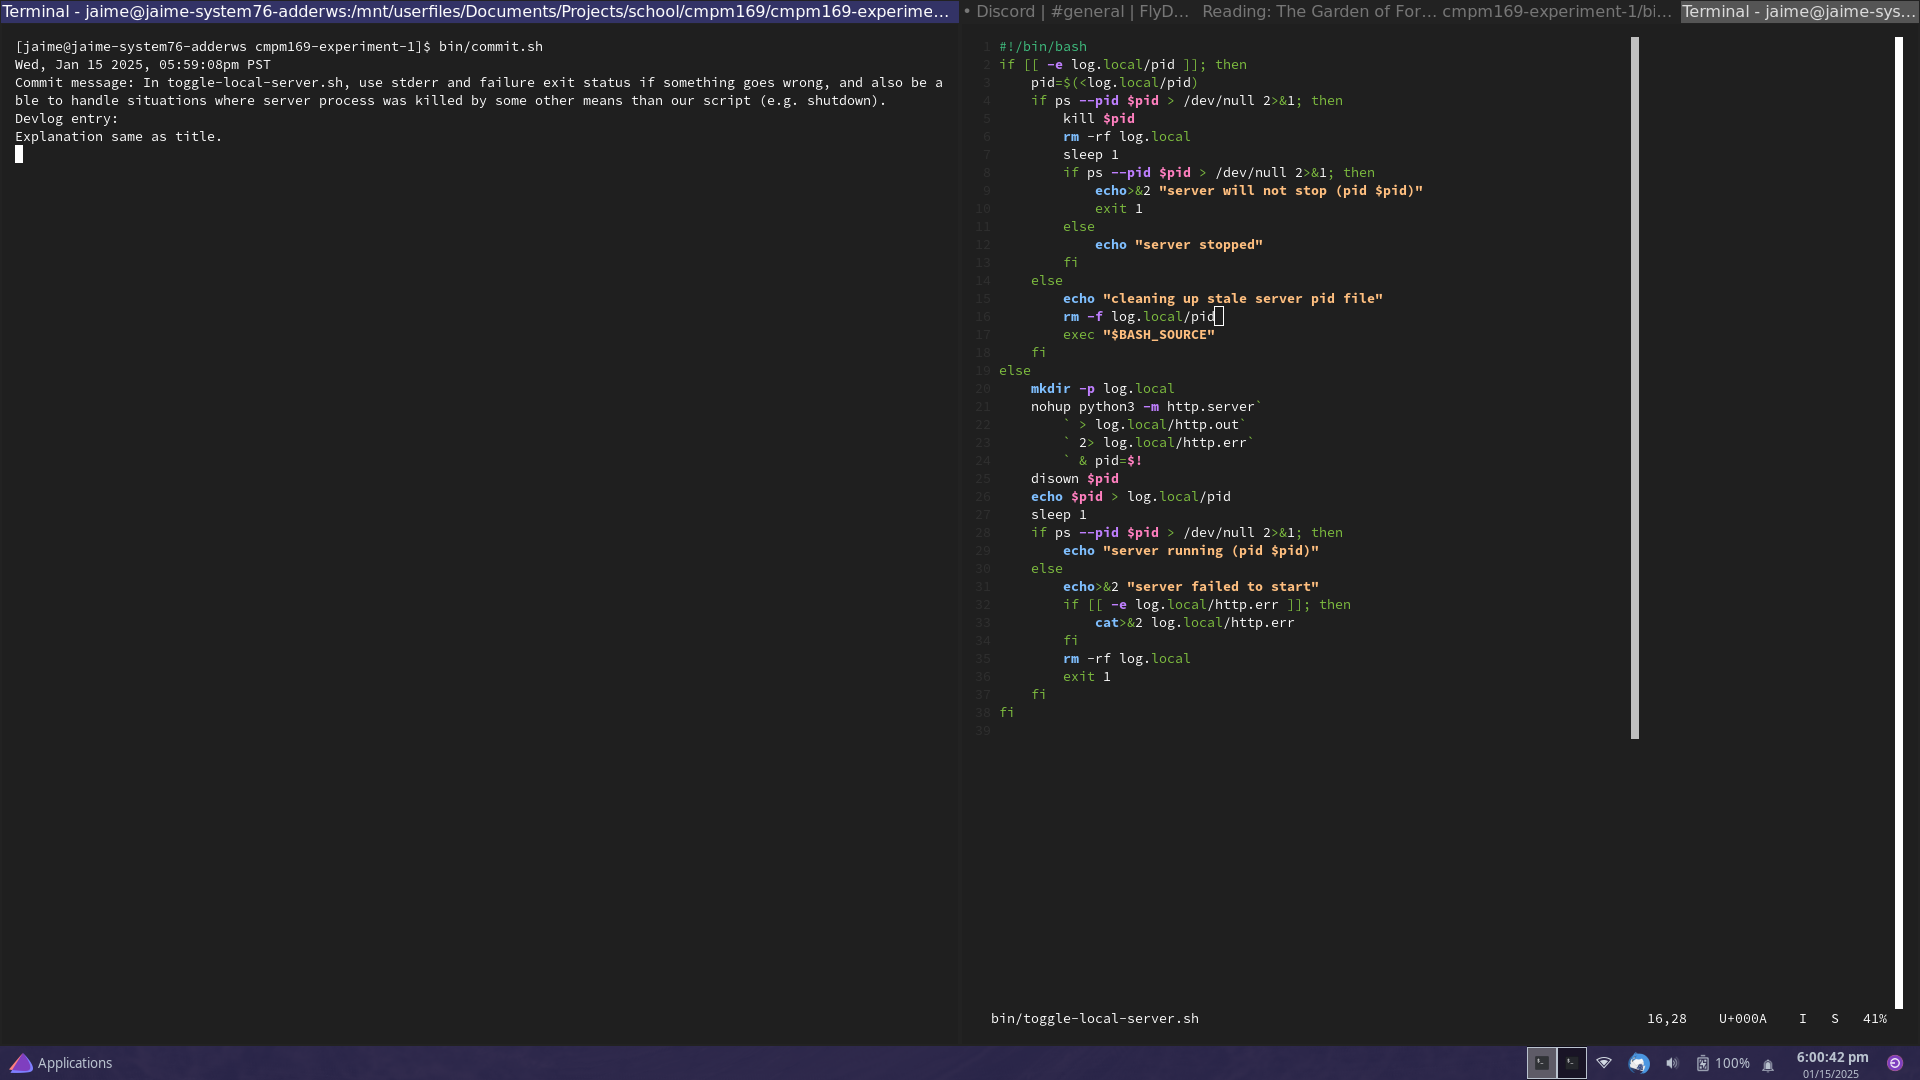 Terminal - jaime@jaime-system76-adderws:/mnt/userfiles/Documents/Projects/school/cmpm169/cmpm169-experime…
• Discord | #general | FlyD… Reading: The Garden of For… cmpm169-experiment-1/bi… Terminal - jaime@jaime-sys…
[jaime@jaime-system76-adderws cmpm169-experiment-1]$ bin/commit.sh
Wed, Jan 15 2025, 05:59:08pm PST
Commit message: In toggle-local-server.sh, use stderr and failure exit status if something goes wrong, and also be a
ble to handle situations where server process was killed by some other means than our script (e.g. shutdown).
Devlog entry:
Explanation same as title.
1 #!/bin/bash
2 if [[ -e log.local/pid ]]; then
3     pid=$(<log.local/pid)
4     if ps --pid $pid > /dev/null 2>&1; then
5         kill $pid
6         rm -rf log.local
7         sleep 1
8         if ps --pid $pid > /dev/null 2>&1; then
9             echo>&2 "server will not stop (pid $pid)"
10             exit 1
11         else
12             echo "server stopped"
13         fi
14     else
15         echo "cleaning up stale server pid file"
16         rm -f log.local/pid
17         exec "$BASH_SOURCE"
18     fi
19 else
20     mkdir -p log.local
21     nohup python3 -m http.server`
22         ` > log.local/http.out`
23         ` 2> log.local/http.err`
24         ` & pid=$!
25     disown $pid
26     echo $pid > log.local/pid
27     sleep 1
28     if ps --pid $pid > /dev/null 2>&1; then
29         echo "server running (pid $pid)"
30     else
31         echo>&2 "server failed to start"
32         if [[ -e log.local/http.err ]]; then
33             cat>&2 log.local/http.err
34         fi
35         rm -rf log.local
36         exit 1
37     fi
38 fi
39
bin/toggle-local-server.sh 16,28 U+000A I S 41%
Applications 100% 6:00:42 pm
01/15/2025